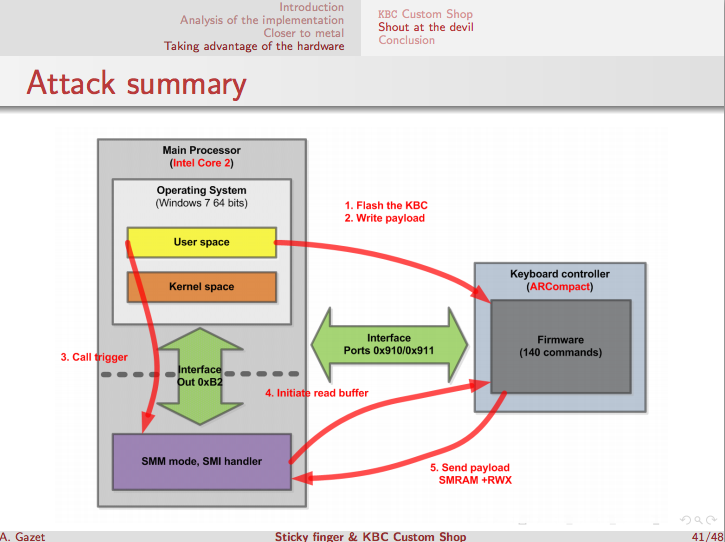 Introduction
Analysis of the implementation
Closer to metal
Taking advantage of the hardware
KBC Custom Shop
Shout at the devil
Conclusion
Attack summary
Main Processor
(Intel Core 2)
Operating System
(Windows 7 64 bits)
User space
Kernel space
1. Flash the KBC
2. Write payload
Keyboard controller
(ARCompact)
Firmware
(140 commands)
Interface
Ports 0x910/0x911
3. Call trigger
Interface
Out 0xB2
4. Initiate read buffer
SMM mode, SMI handler
5. Send payload
SMRAM +RWX
A. Gazet
Sticky finger & KBC Custom Shop
41/48